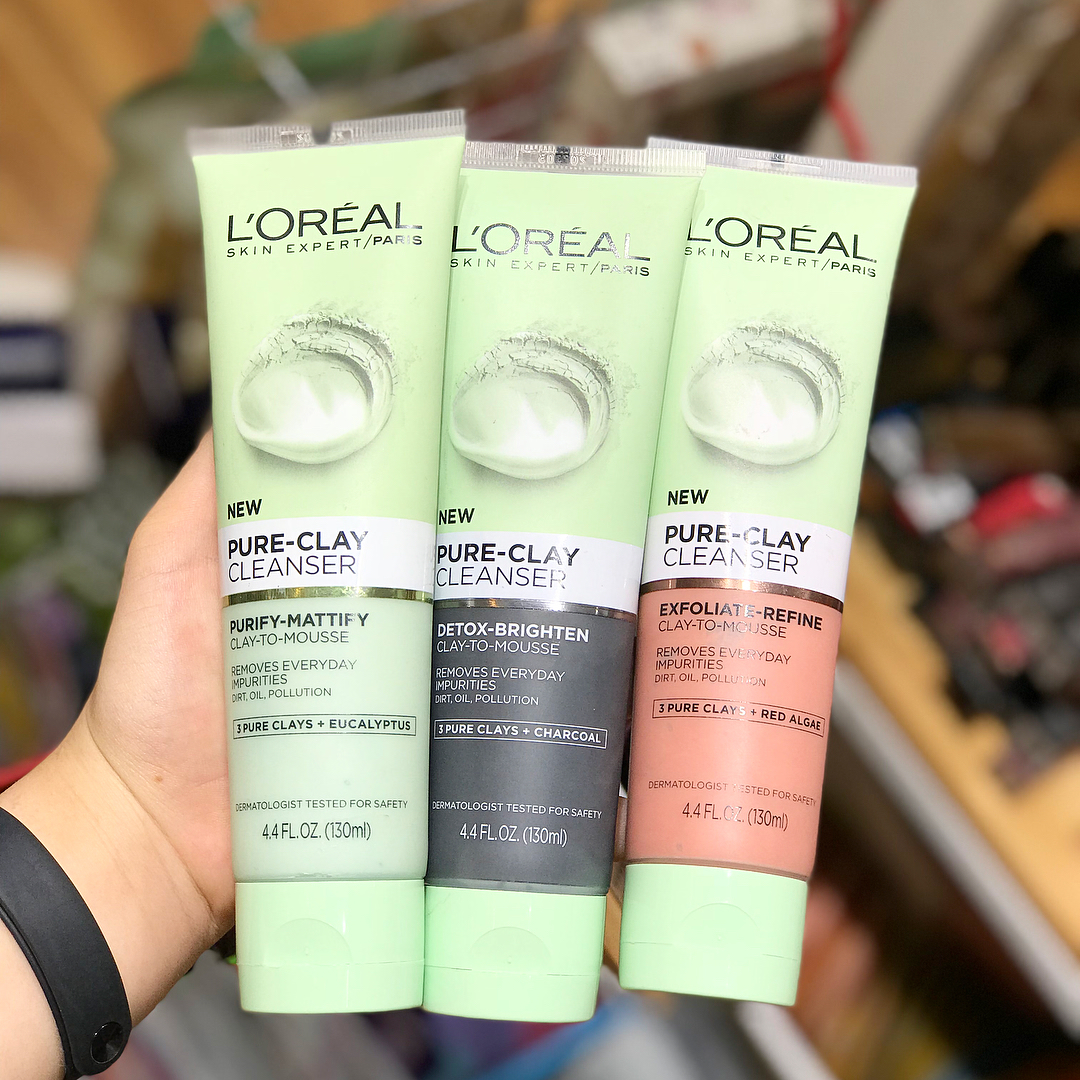 L'ORÉAL
SKIN EXPERT/PARIS
NEW
PURE-CLAY
CLEANSER
PURIFY-MATTIFY
CLAY-TO-MOUSSE
REMOVES EVERYDAY
IMPURITIES
DIRT, OIL, POLLUTION
3 PURE CLAYS + EUCALYPTUS
DERMATOLOGIST TESTED FOR SAFETY
4.4 FL.OZ. (130ml)
L'ORÉAL
SKIN EXPERT/PARIS
NEW
PURE-CLAY
CLEANSER
DETOX-BRIGHTEN
CLAY-TO-MOUSSE
REMOVES EVERYDAY
IMPURITIES
DIRT, OIL, POLLUTION
3 PURE CLAYS + CHARCOAL
DERMATOLOGIST TESTED FOR SAFETY
4.4 FL.OZ. (130ml)
L'ORÉAL
SKIN EXPERT/PARIS
NEW
PURE-CLAY
CLEANSER
EXFOLIATE-REFINE
CLAY-TO-MOUSSE
REMOVES EVERYDAY
IMPURITIES
DIRT, OIL, POLLUTION
3 PURE CLAYS + RED ALGAE
DERMATOLOGIST TESTED FOR SAFETY
4.4 FL.OZ. (130ml)